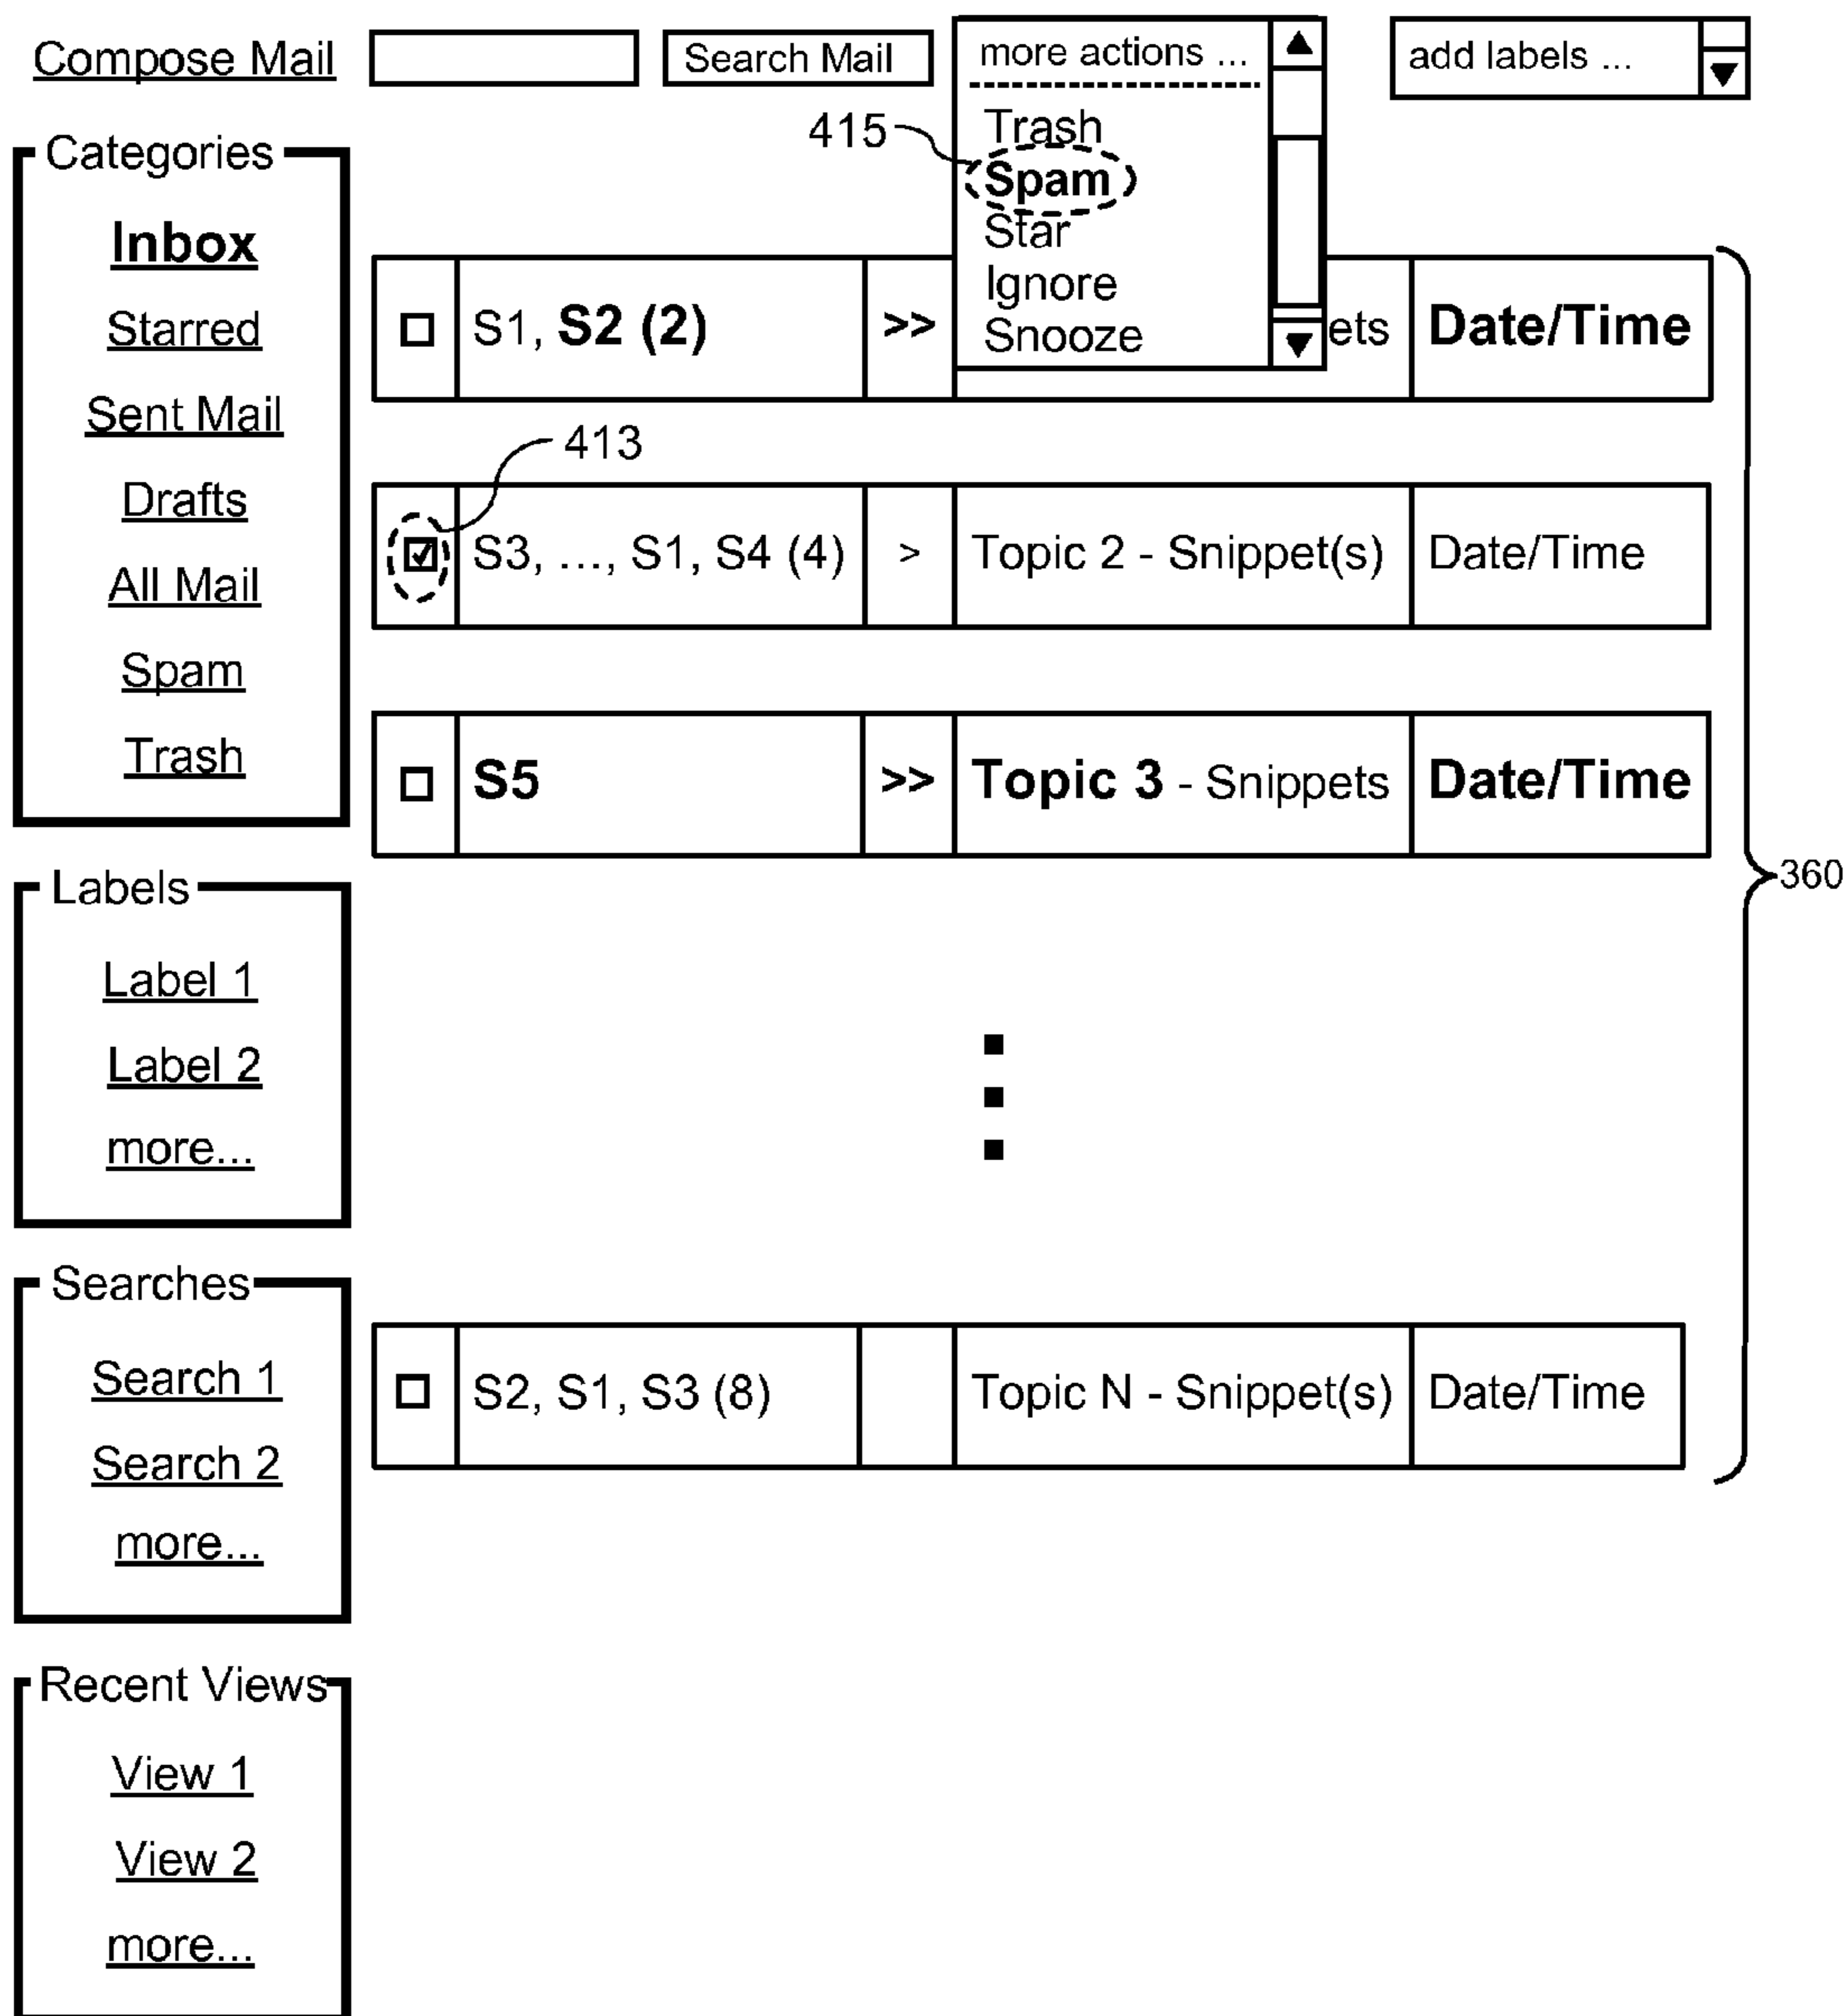 Compose Mail
Search Mail
more actions ...
add labels ...
Trash
Spam
Star
Ignore
Snooze
415
Categories
Inbox
Starred
Sent Mail
Drafts
All Mail
Spam
Trash
S1, S2 (2) >> ets Date/Time
413
S3, ..., S1, S4 (4) > Topic 2 - Snippet(s) Date/Time
S5 >> Topic 3 - Snippets Date/Time
360
Labels
Label 1
Label 2
more...
Searches
Search 1
Search 2
more...
S2, S1, S3 (8) Topic N - Snippet(s) Date/Time
Recent Views
View 1
View 2
more...